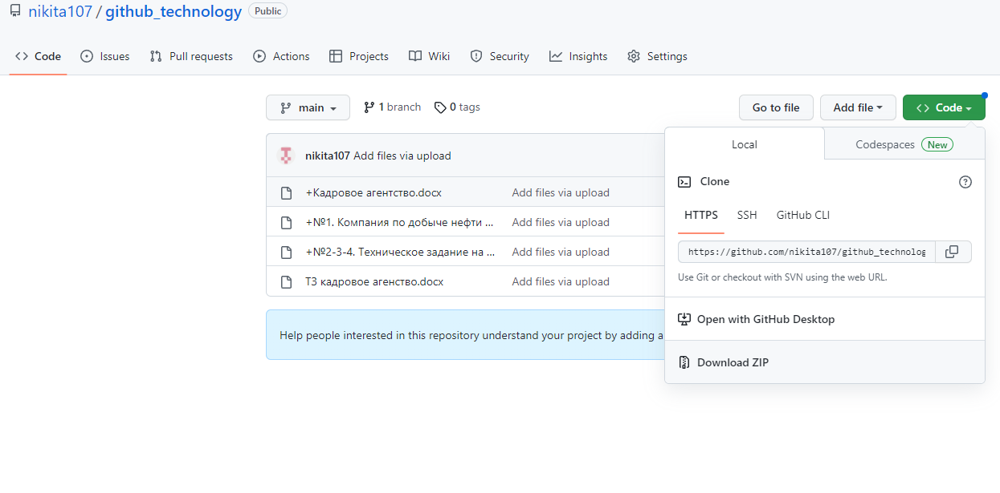 nikita107 / github_technology Public
Code Issues Pull requests Actions Projects Wiki Security Insights Settings
main 1 branch 0 tags Go to file Add file Code
nikita107 Add files via upload
+Кадровое агентство.docx Add files via upload
+№1. Компания по добыче нефти ... Add files via upload
+№2-3-4. Техническое задание на ... Add files via upload
ТЗ кадровое агенство.docx Add files via upload
Help people interested in this repository understand your project by adding a
Local Codespaces New
Clone
HTTPS SSH GitHub CLI
https://github.com/nikita107/github_technolog
Use Git or checkout with SVN using the web URL.
Open with GitHub Desktop
Download ZIP